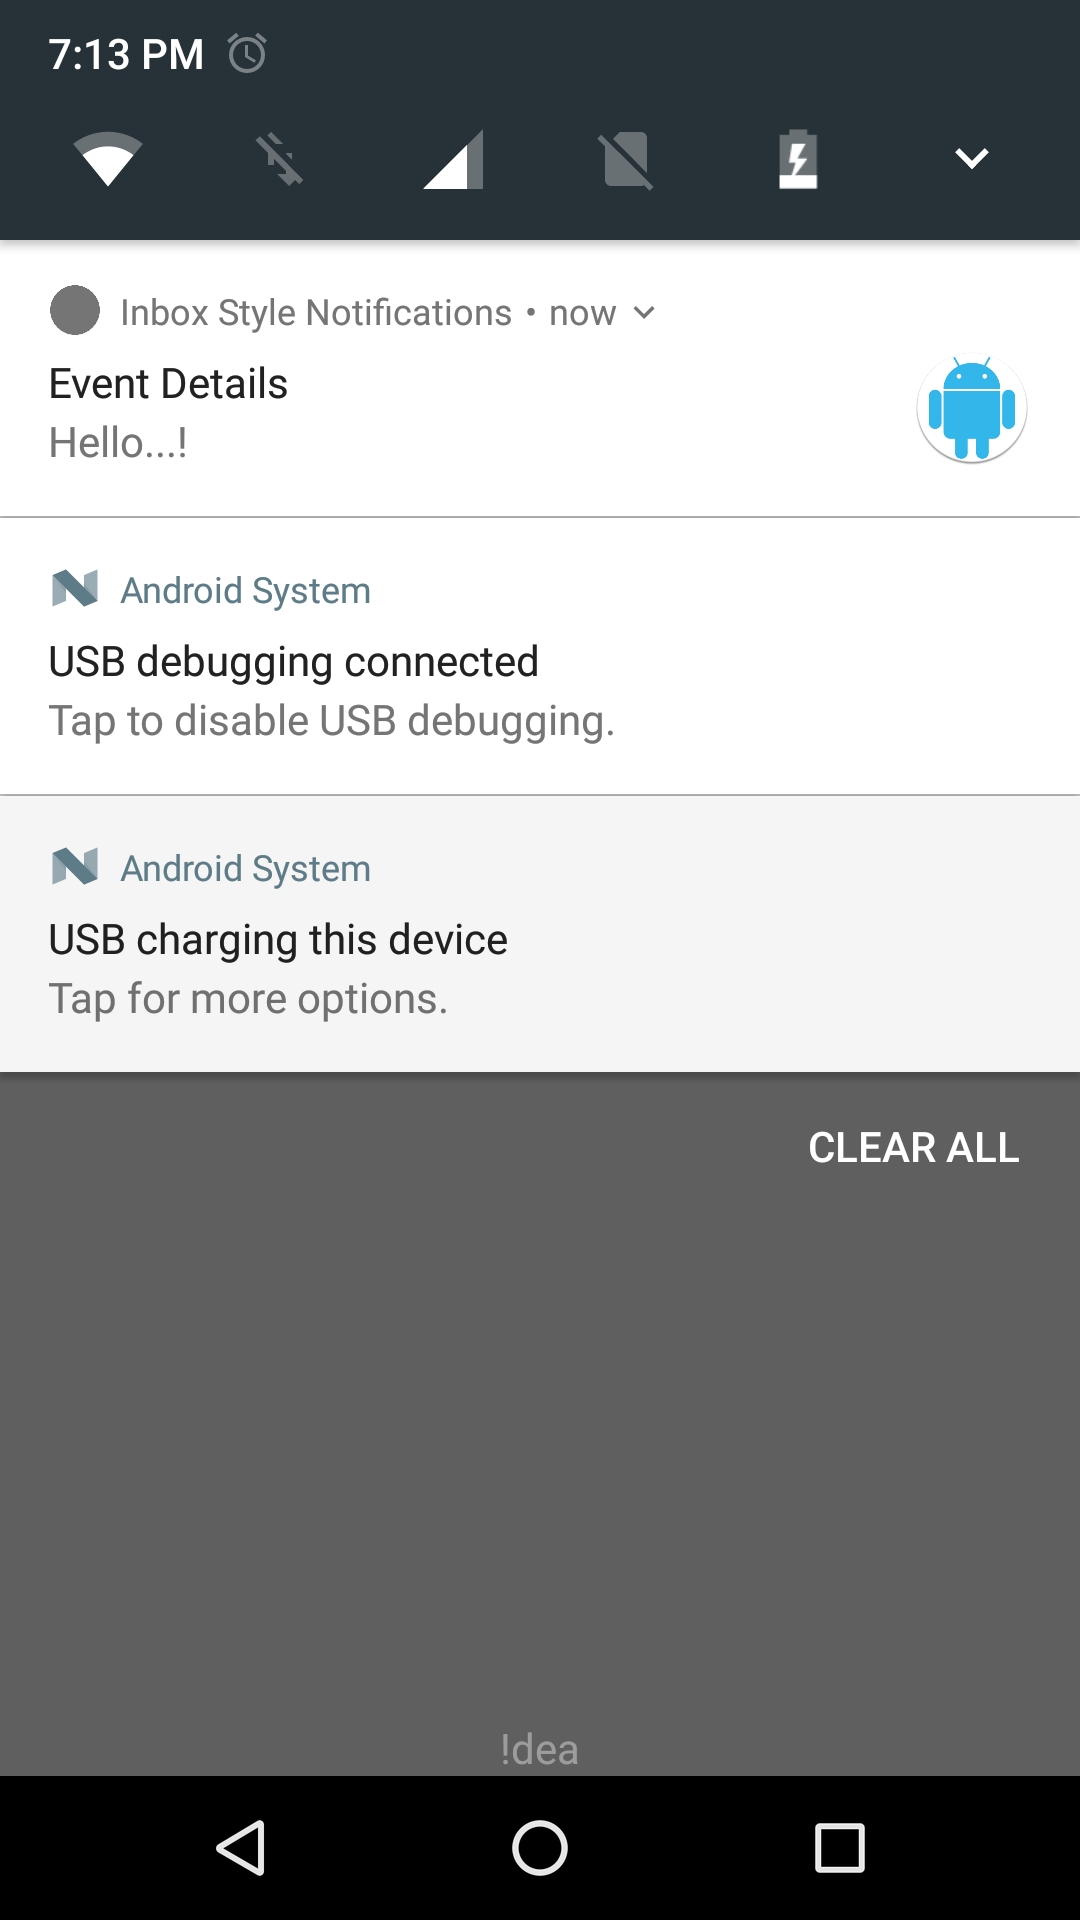 7:13 PM
Inbox Style Notifications • now
Event Details
Hello...!
Android System
USB debugging connected
Tap to disable USB debugging.
Android System
USB charging this device
Tap for more options.
CLEAR ALL
!dea